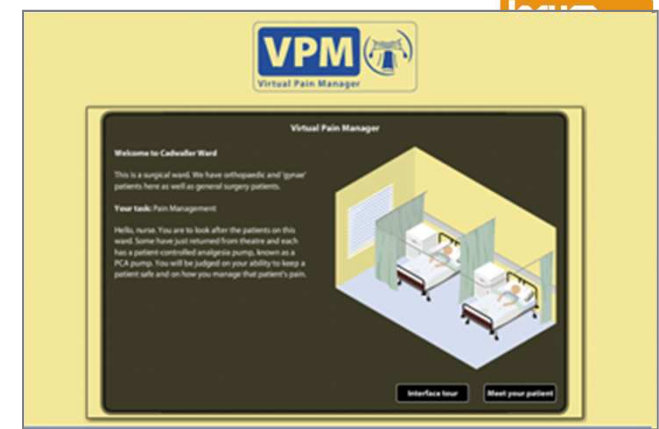 VPM
Virtual Pain Manager
Virtual Pain Manager
Welcome to Cadwaller Ward
This is a surgical ward. We have orthopaedic and 'gynae'
patients here as well as general surgery patients.
Your task: Pain Management
Hello, nurse. You are to look after the patients on this
ward. Some have just returned from theatre and each
has a patient-controlled analgesia pump, known as a
PCA pump. You will be judged on your ability to keep a
patient safe and on how you manage that patient's pain.
Interface tour
Meet your patient